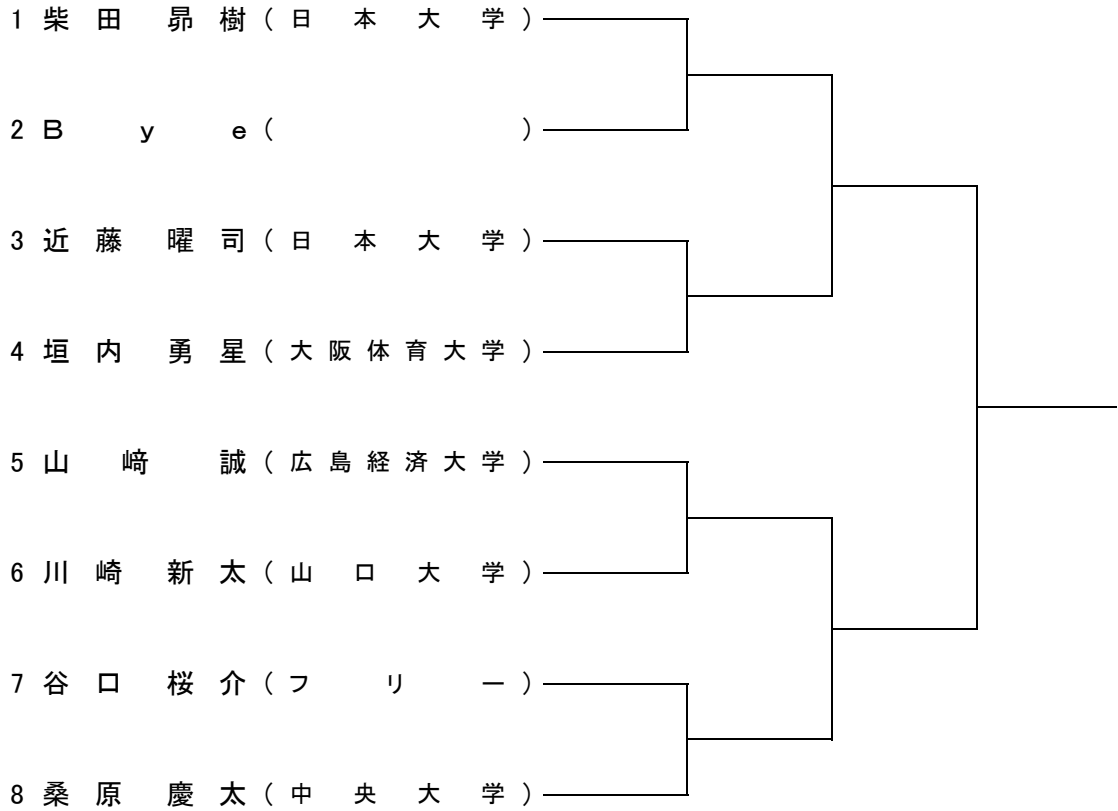 1 柴田 昴樹 (日本大学)
2 Bye ( )
3 近藤 曜司 (日本大学)
4 垣内 勇星 (大阪体育大学)
5 山﨑 誠 (広島経済大学)
6 川崎 新太 (山口大学)
7 谷口 桜介 (フリー)
8 桑原 慶太 (中央大学)